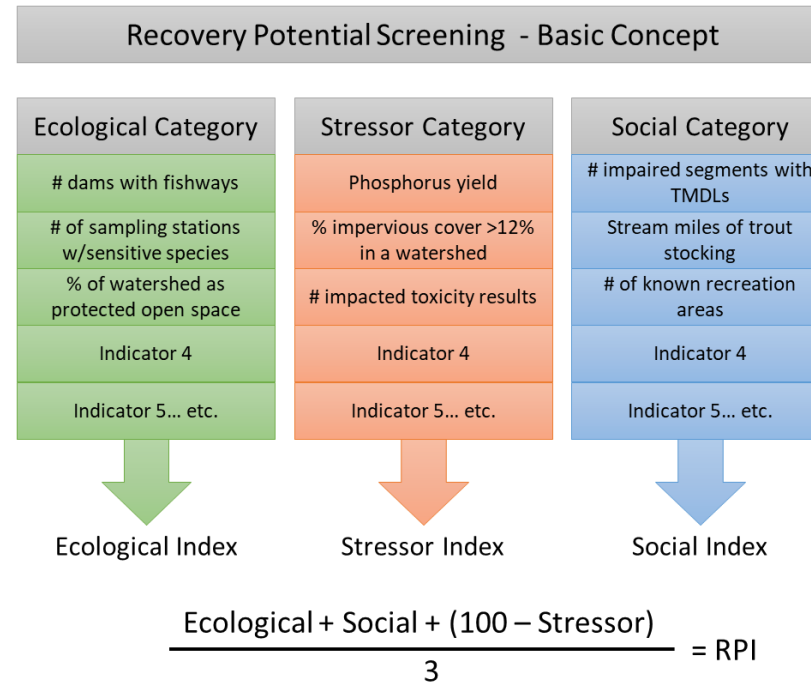 Recovery Potential Screening - Basic Concept
Ecological Category
# dams with fishways
# of sampling stations
w/sensitive species
% of watershed as
protected open space
Indicator 4
Indicator 5... etc.
Ecological Index
Stressor Category
Phosphorus yield
% impervious cover >12%
in a watershed
# impacted toxicity results
Indicator 4
Indicator 5... etc.
Stressor Index
Social Category
# impaired segments with
TMDLs
Stream miles of trout
stocking
# of known recreation
areas
Indicator 4
Indicator 5... etc.
Social Index
Ecological + Social + (100 – Stressor)
3
= RPI